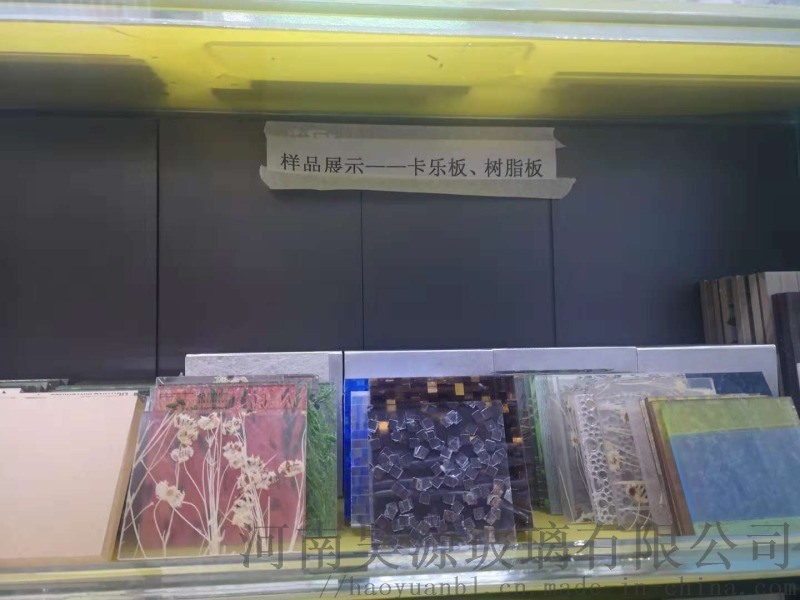 样品展示——卡乐板、树脂板
河南昊源玻璃有限公司
//haoyuanbl.cn.made-in-china.com/